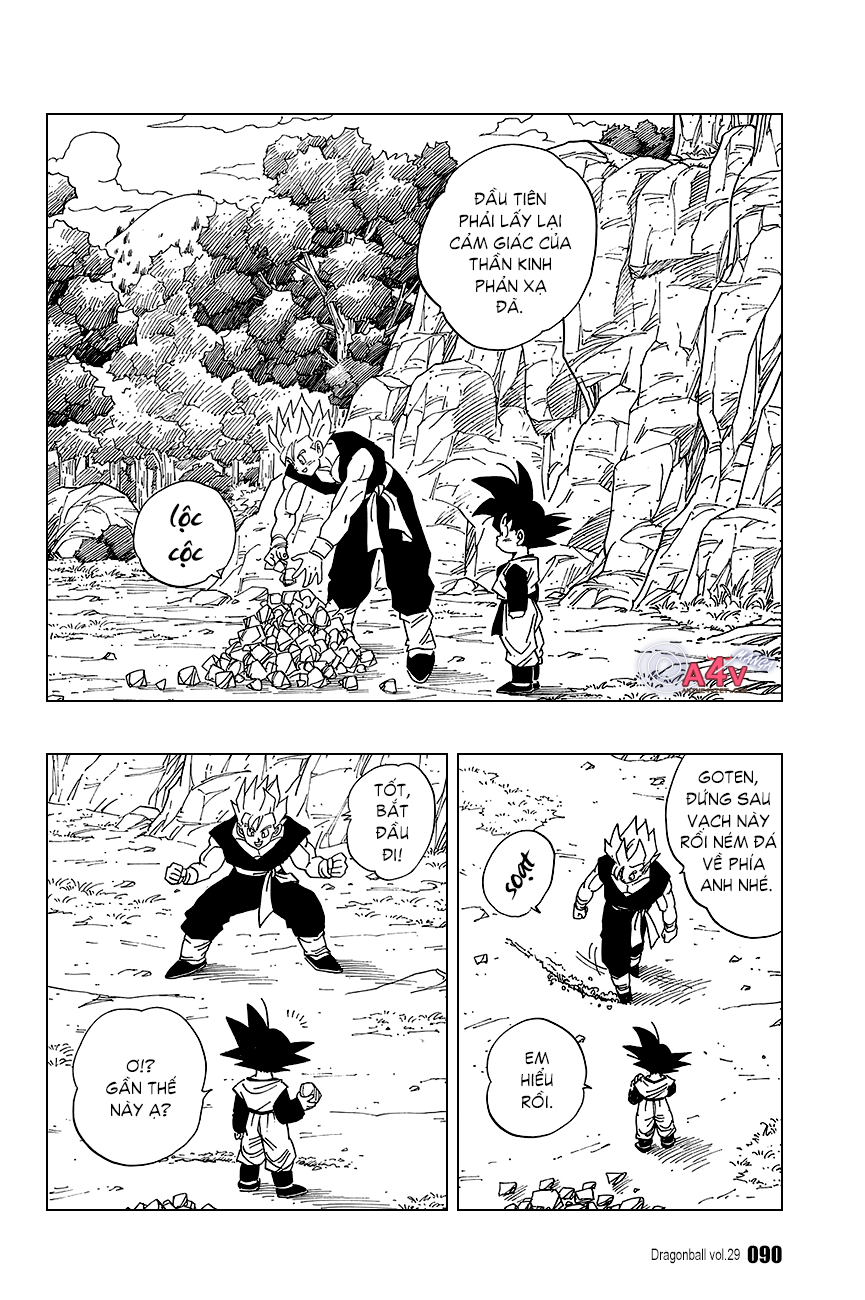 ĐẦU TIÊN
PHẢI LẤY LẠI
CẢM GIÁC CỦA
THẦN KINH
PHẢN XẠ
ĐÃ.
lộc
cộc
A4V
GOTEN,
ĐỨNG SAU
VẠCH NÀY
RỒI NÉM ĐÁ
VỀ PHÍA
ANH NHÉ.
soạt
EM
HIỂU
RỒI.
TỐT,
BẮT
ĐẦU
ĐI!
Ơ!?
GẦN THẾ
NÀY Ạ?
Dragonball vol.29 090